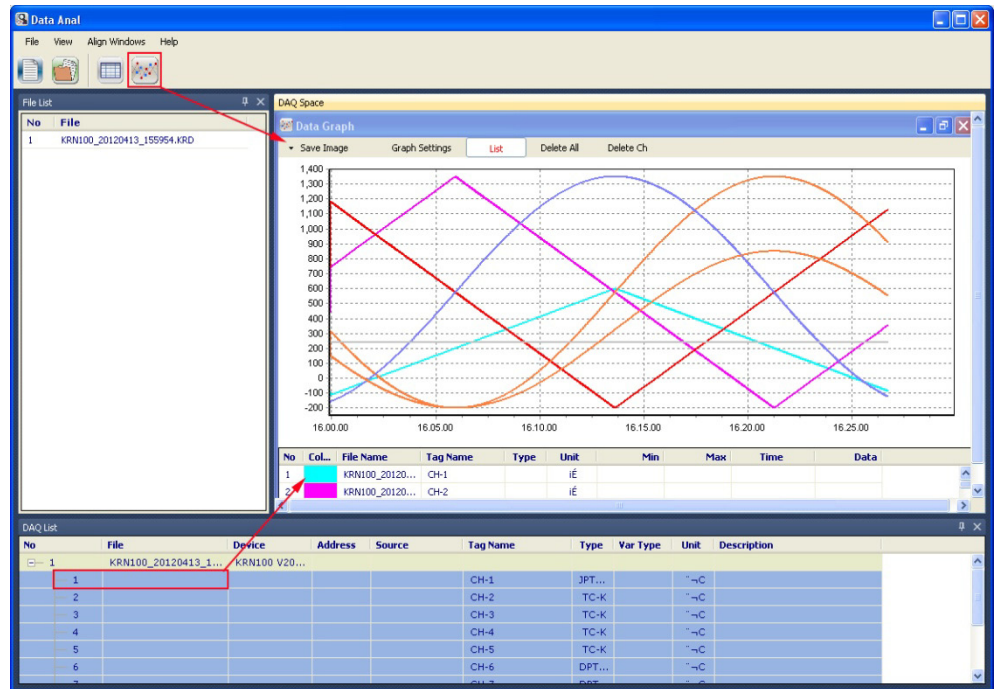 Data Anal
File View Align Windows Help
File List
No File
1 KRN100_20120413_155954.KRD
DAQ Space
Data Graph
Save Image Graph Settings List Delete All Delete Ch
1,400
1,300
1,200
1,100
1,000
900
800
700
600
500
400
300
200
100
0
-100
-200
16.00.00 16.05.00 16.10.00 16.15.00 16.20.00 16.25.00
No Col... File Name Tag Name Type Unit Min Max Time Data
1 KRN100_20120... CH-1 iÉ
2 KRN100_20120... CH-2 iÉ
DAQ List
No File Device Address Source Tag Name Type Var Type Unit Description
1 KRN100_20120413_1... KRN100 V20...
1 CH-1 JPT... ¨¬C
2 CH-2 TC-K ¨¬C
3 CH-3 TC-K ¨¬C
4 CH-4 TC-K ¨¬C
5 CH-5 TC-K ¨¬C
6 CH-6 DPT... ¨¬C